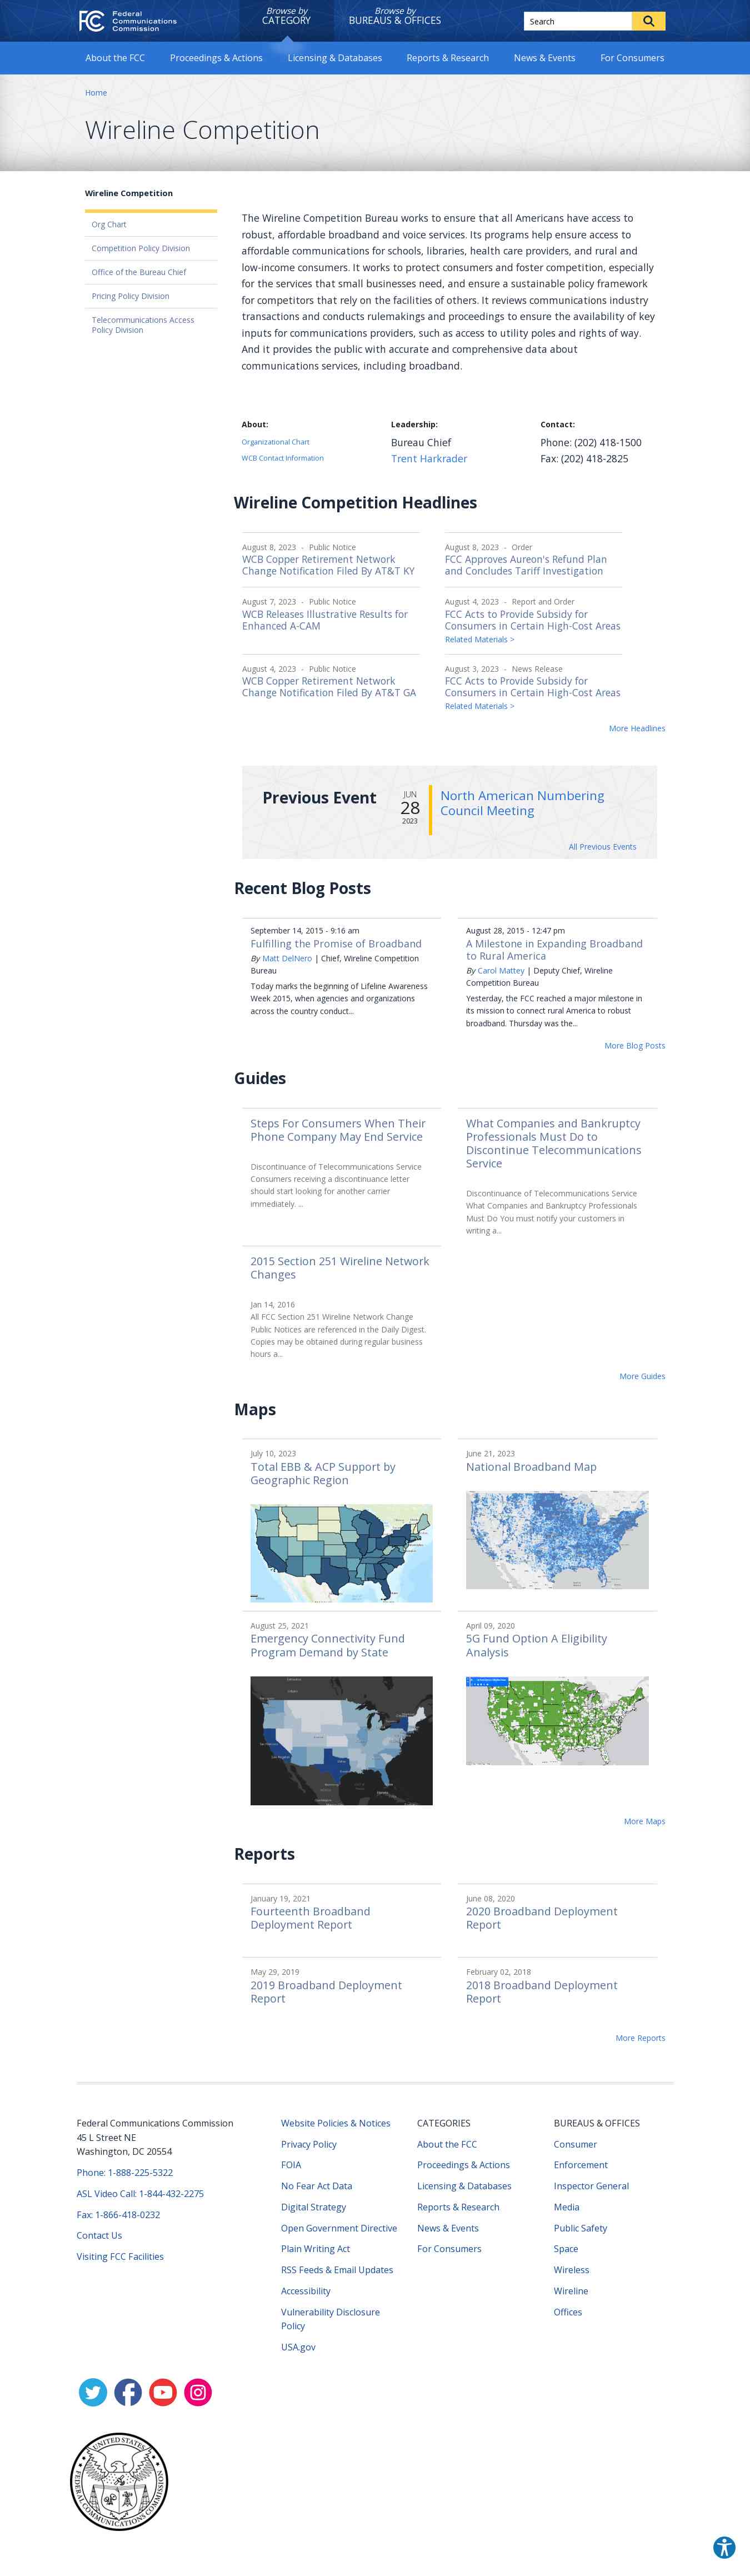 Federal
Communications
Commission
Browse by
CATEGORY
Browse by
BUREAUS & OFFICES
Search
About the FCC
Proceedings & Actions
Licensing & Databases
Reports & Research
News & Events
For Consumers
Home
Wireline Competition
Wireline Competition
Org Chart
Competition Policy Division
Office of the Bureau Chief
Pricing Policy Division
Telecommunications Access
Policy Division
The Wireline Competition Bureau works to ensure that all Americans have access to
robust, affordable broadband and voice services. Its programs help ensure access to
affordable communications for schools, libraries, health care providers, and rural and
low-income consumers. It works to protect consumers and foster competition, especially
for the services that small businesses need, and ensure a sustainable policy framework
for competitors that rely on the facilities of others. It reviews communications industry
transactions and conducts rulemakings and proceedings to ensure the availability of key
inputs for communications providers, such as access to utility poles and rights of way.
And it provides the public with accurate and comprehensive data about
communications services, including broadband.
About:
Organizational Chart
WCB Contact Information
Leadership:
Bureau Chief
Trent Harkrader
Contact:
Phone: (202) 418-1500
Fax: (202) 418-2825
Wireline Competition Headlines
August 8, 2023 - Public Notice
WCB Copper Retirement Network
Change Notification Filed By AT&T KY
August 8, 2023 - Order
FCC Approves Aureon's Refund Plan
and Concludes Tariff Investigation
August 7, 2023 - Public Notice
WCB Releases Illustrative Results for
Enhanced A-CAM
August 4, 2023 - Report and Order
FCC Acts to Provide Subsidy for
Consumers in Certain High-Cost Areas
Related Materials >
August 4, 2023 - Public Notice
WCB Copper Retirement Network
Change Notification Filed By AT&T GA
August 3, 2023 - News Release
FCC Acts to Provide Subsidy for
Consumers in Certain High-Cost Areas
Related Materials >
More Headlines
Previous Event
JUN
28
2023
North American Numbering
Council Meeting
All Previous Events
Recent Blog Posts
September 14, 2015 - 9:16 am
Fulfilling the Promise of Broadband
By Matt DelNero | Chief, Wireline Competition
Bureau
Today marks the beginning of Lifeline Awareness
Week 2015, when agencies and organizations
across the country conduct...
August 28, 2015 - 12:47 pm
A Milestone in Expanding Broadband
to Rural America
By Carol Mattey | Deputy Chief, Wireline
Competition Bureau
Yesterday, the FCC reached a major milestone in
its mission to connect rural America to robust
broadband. Thursday was the...
More Blog Posts
Guides
Steps For Consumers When Their
Phone Company May End Service
Discontinuance of Telecommunications Service
Consumers receiving a discontinuance letter
should start looking for another carrier
immediately. ...
What Companies and Bankruptcy
Professionals Must Do to
Discontinue Telecommunications
Service
Discontinuance of Telecommunications Service
What Companies and Bankruptcy Professionals
Must Do You must notify your customers in
writing a...
2015 Section 251 Wireline Network
Changes
Jan 14, 2016
All FCC Section 251 Wireline Network Change
Public Notices are referenced in the Daily Digest.
Copies may be obtained during regular business
hours a...
More Guides
Maps
July 10, 2023
Total EBB & ACP Support by
Geographic Region
June 21, 2023
National Broadband Map
August 25, 2021
Emergency Connectivity Fund
Program Demand by State
April 09, 2020
5G Fund Option A Eligibility
Analysis
More Maps
Reports
January 19, 2021
Fourteenth Broadband
Deployment Report
June 08, 2020
2020 Broadband Deployment
Report
May 29, 2019
2019 Broadband Deployment
Report
February 02, 2018
2018 Broadband Deployment
Report
More Reports
Federal Communications Commission
45 L Street NE
Washington, DC 20554
Phone: 1-888-225-5322
ASL Video Call: 1-844-432-2275
Fax: 1-866-418-0232
Contact Us
Visiting FCC Facilities
Website Policies & Notices
Privacy Policy
FOIA
No Fear Act Data
Digital Strategy
Open Government Directive
Plain Writing Act
RSS Feeds & Email Updates
Accessibility
Vulnerability Disclosure
Policy
USA.gov
CATEGORIES
About the FCC
Proceedings & Actions
Licensing & Databases
Reports & Research
News & Events
For Consumers
BUREAUS & OFFICES
Consumer
Enforcement
Inspector General
Media
Public Safety
Space
Wireless
Wireline
Offices
UNITED STATES
FEDERAL COMMUNICATIONS COMMISSION